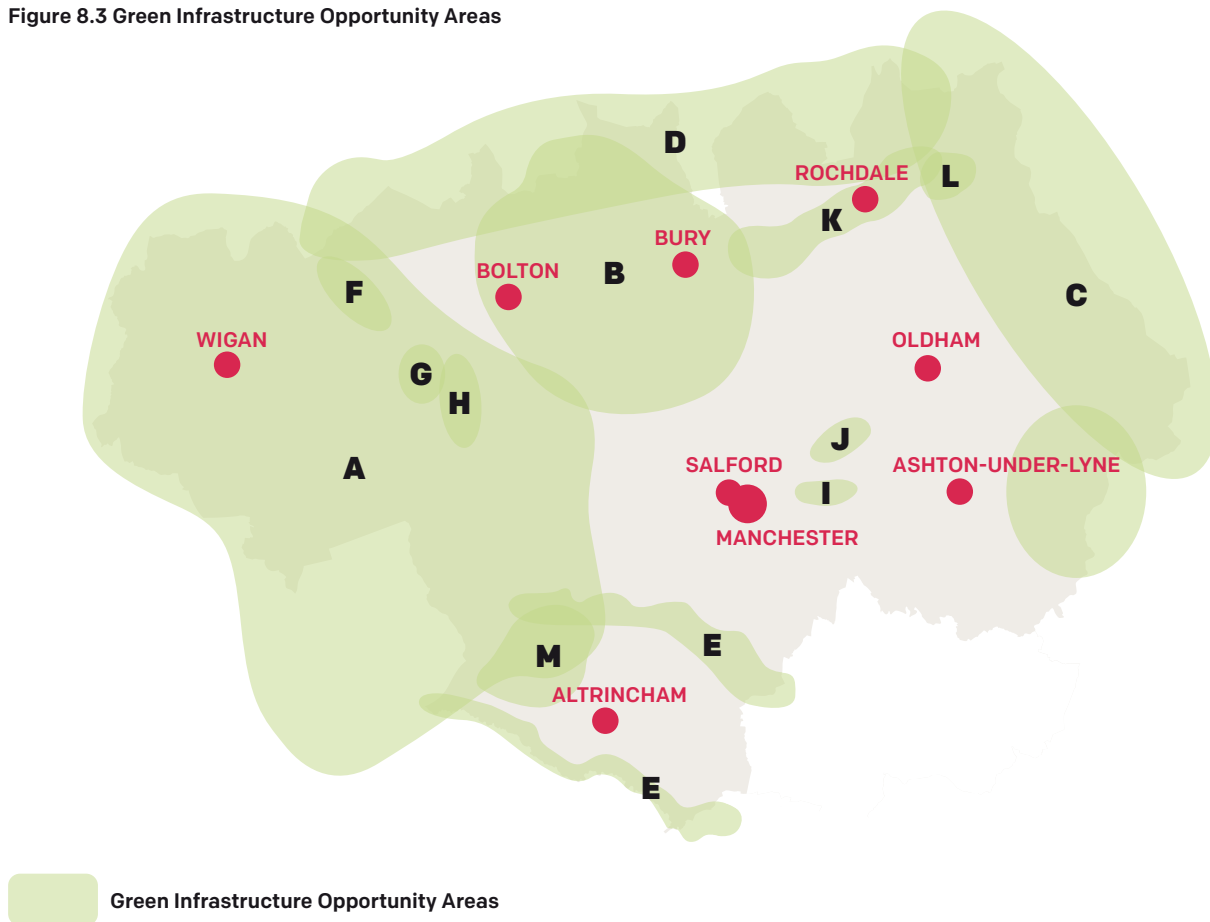 Figure 8.3 Green Infrastructure Opportunity Areas
D
ROCHDALE
L
K
BURY
BOLTON
B
F
C
WIGAN
OLDHAM
G
H
J
A
SALFORD
ASHTON-UNDER-LYNE
I
MANCHESTER
E
M
ALTRINCHAM
E
Green Infrastructure Opportunity Areas